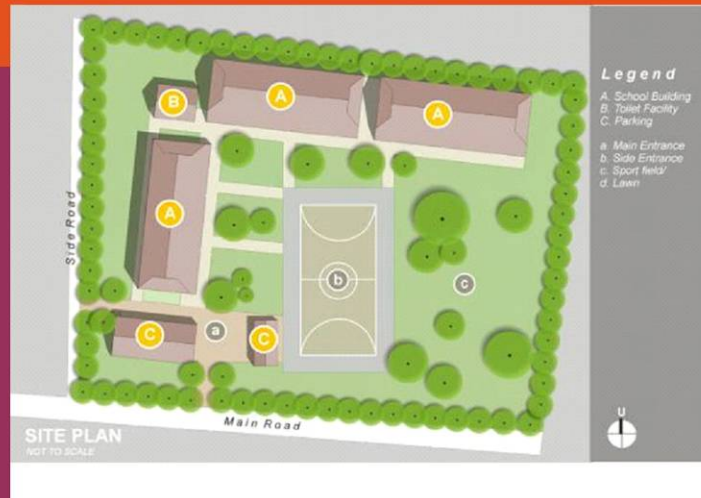 Legend
A. School Building
B. Toilet Facility
C. Parking
a. Main Entrance
b. Side Entrance
c. Sport field/
d. Lawn
B
A
A
A
Side Road
b
c
C
a
C
U
Main Road
SITE PLAN
NOT TO SCALE